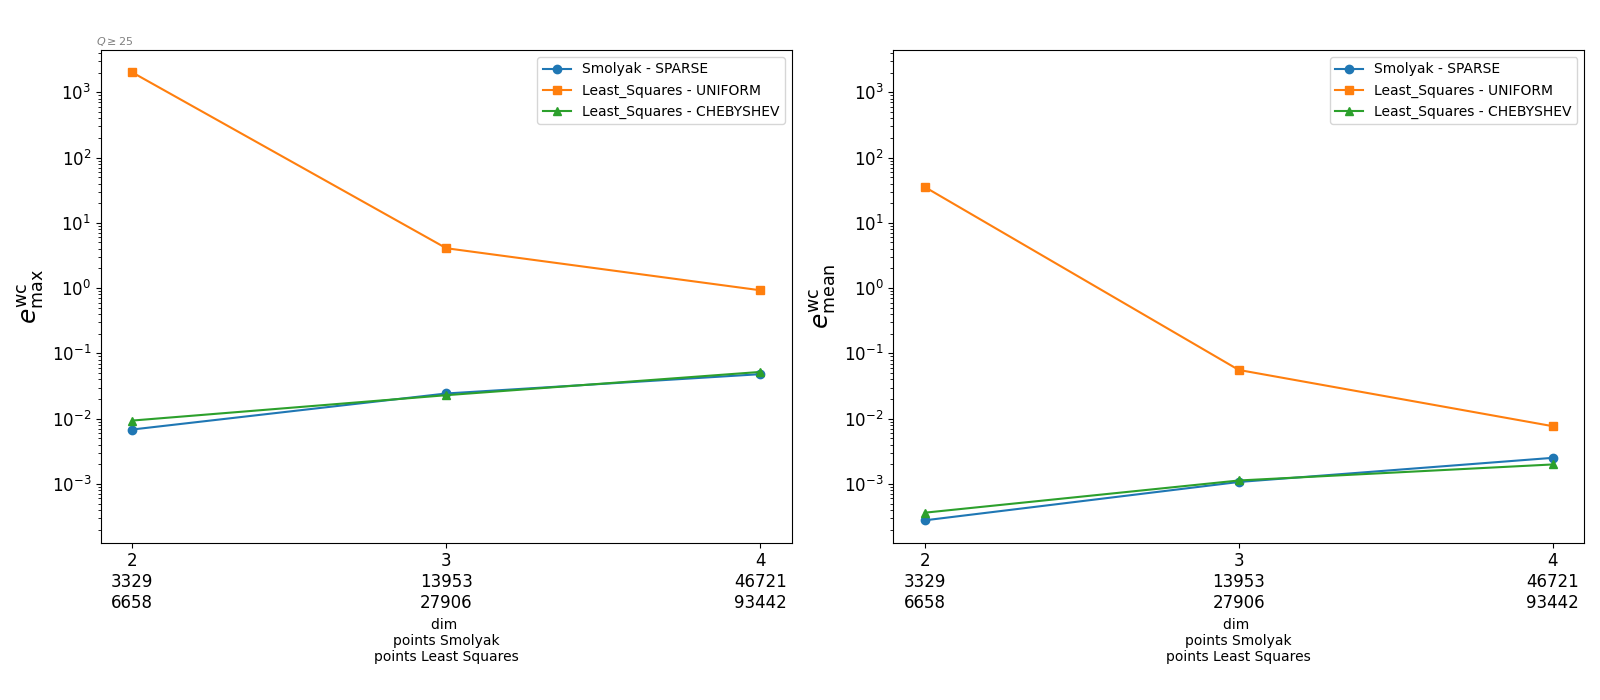 Q ≥ 25
Smolyak - SPARSE
Least_Squares - UNIFORM
Least_Squares - CHEBYSHEV
10³
10²
10¹
10⁰
10⁻¹
10⁻²
10⁻³
e^wc_max
2 3 4
3329 13953 46721
6658 27906 93442
dim
points Smolyak
points Least Squares
Smolyak - SPARSE
Least_Squares - UNIFORM
Least_Squares - CHEBYSHEV
10³
10²
10¹
10⁰
10⁻¹
10⁻²
10⁻³
e^wc_mean
2 3 4
3329 13953 46721
6658 27906 93442
dim
points Smolyak
points Least Squares